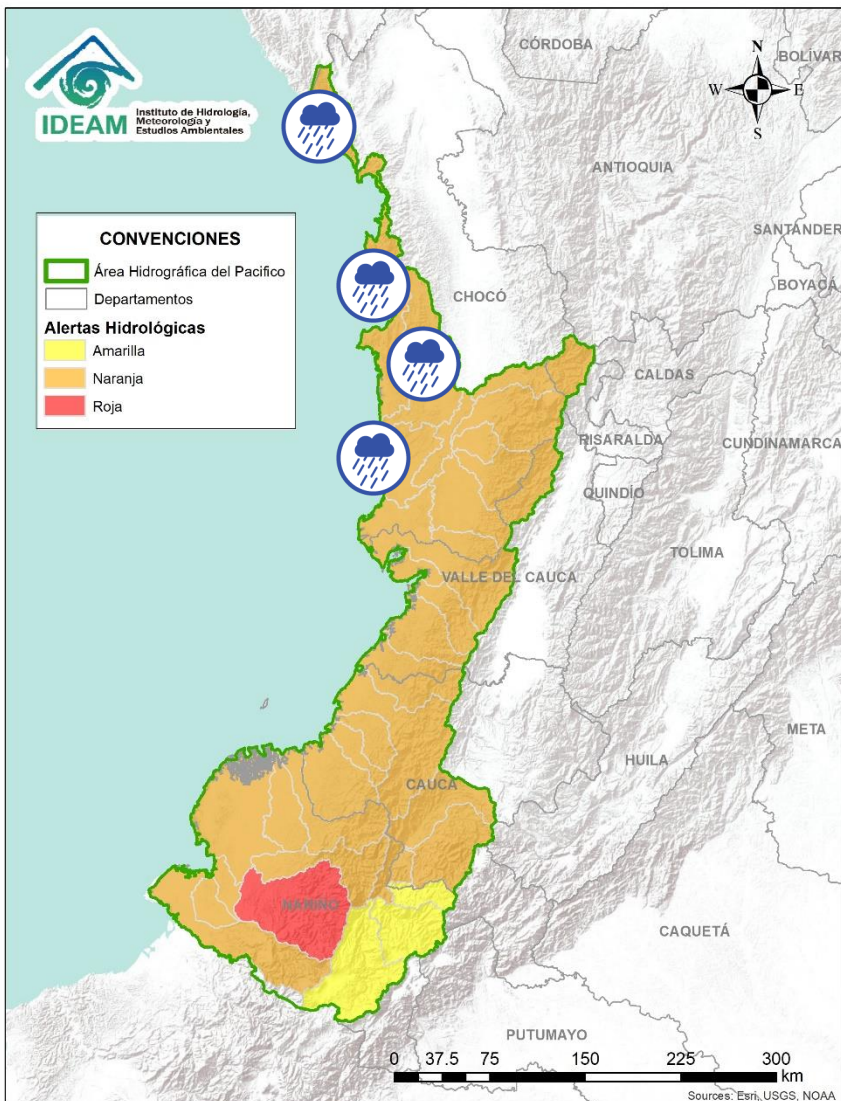 IDEAM
Instituto de Hidrología,
Meteorología y
Estudios Ambientales
CÓRDOBA
BOLÍVAR
N
W
E
S
ANTIOQUIA
SANTANDER
BOYACÁ
CONVENCIONES
Área Hidrográfica del Pacifico
Departamentos
Alertas Hidrológicas
Amarilla
Naranja
Roja
CHOCÓ
CALDAS
RISARALDA
CUNDINAMARCA
QUINDÍO
TOLIMA
VALLE DEL CAUCA
META
HUILA
CAUCA
NARIÑO
CAQUETÁ
PUTUMAYO
0 37.5 75 150 225 300
km
Sources: Esri, USGS, NOAA